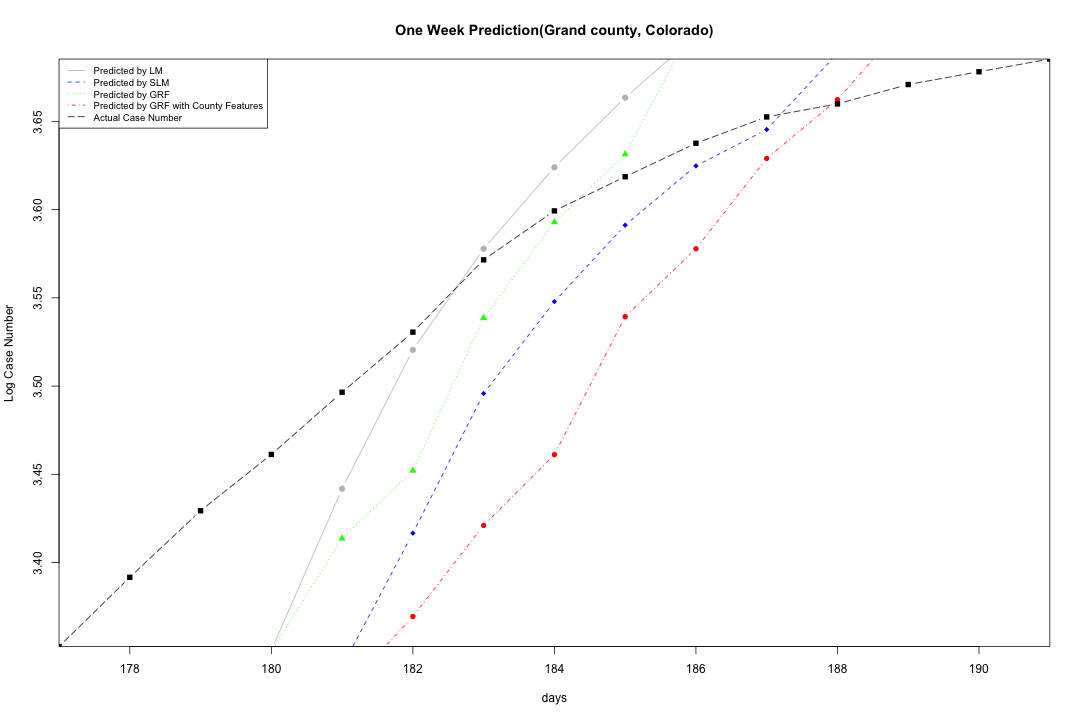 One Week Prediction(Grand county, Colorado)
Predicted by LM
Predicted by SLM
Predicted by GRF
Predicted by GRF with County Features
Actual Case Number
Log Case Number
3.65
3.60
3.55
3.50
3.45
3.40
178 180 182 184 186 188 190
days